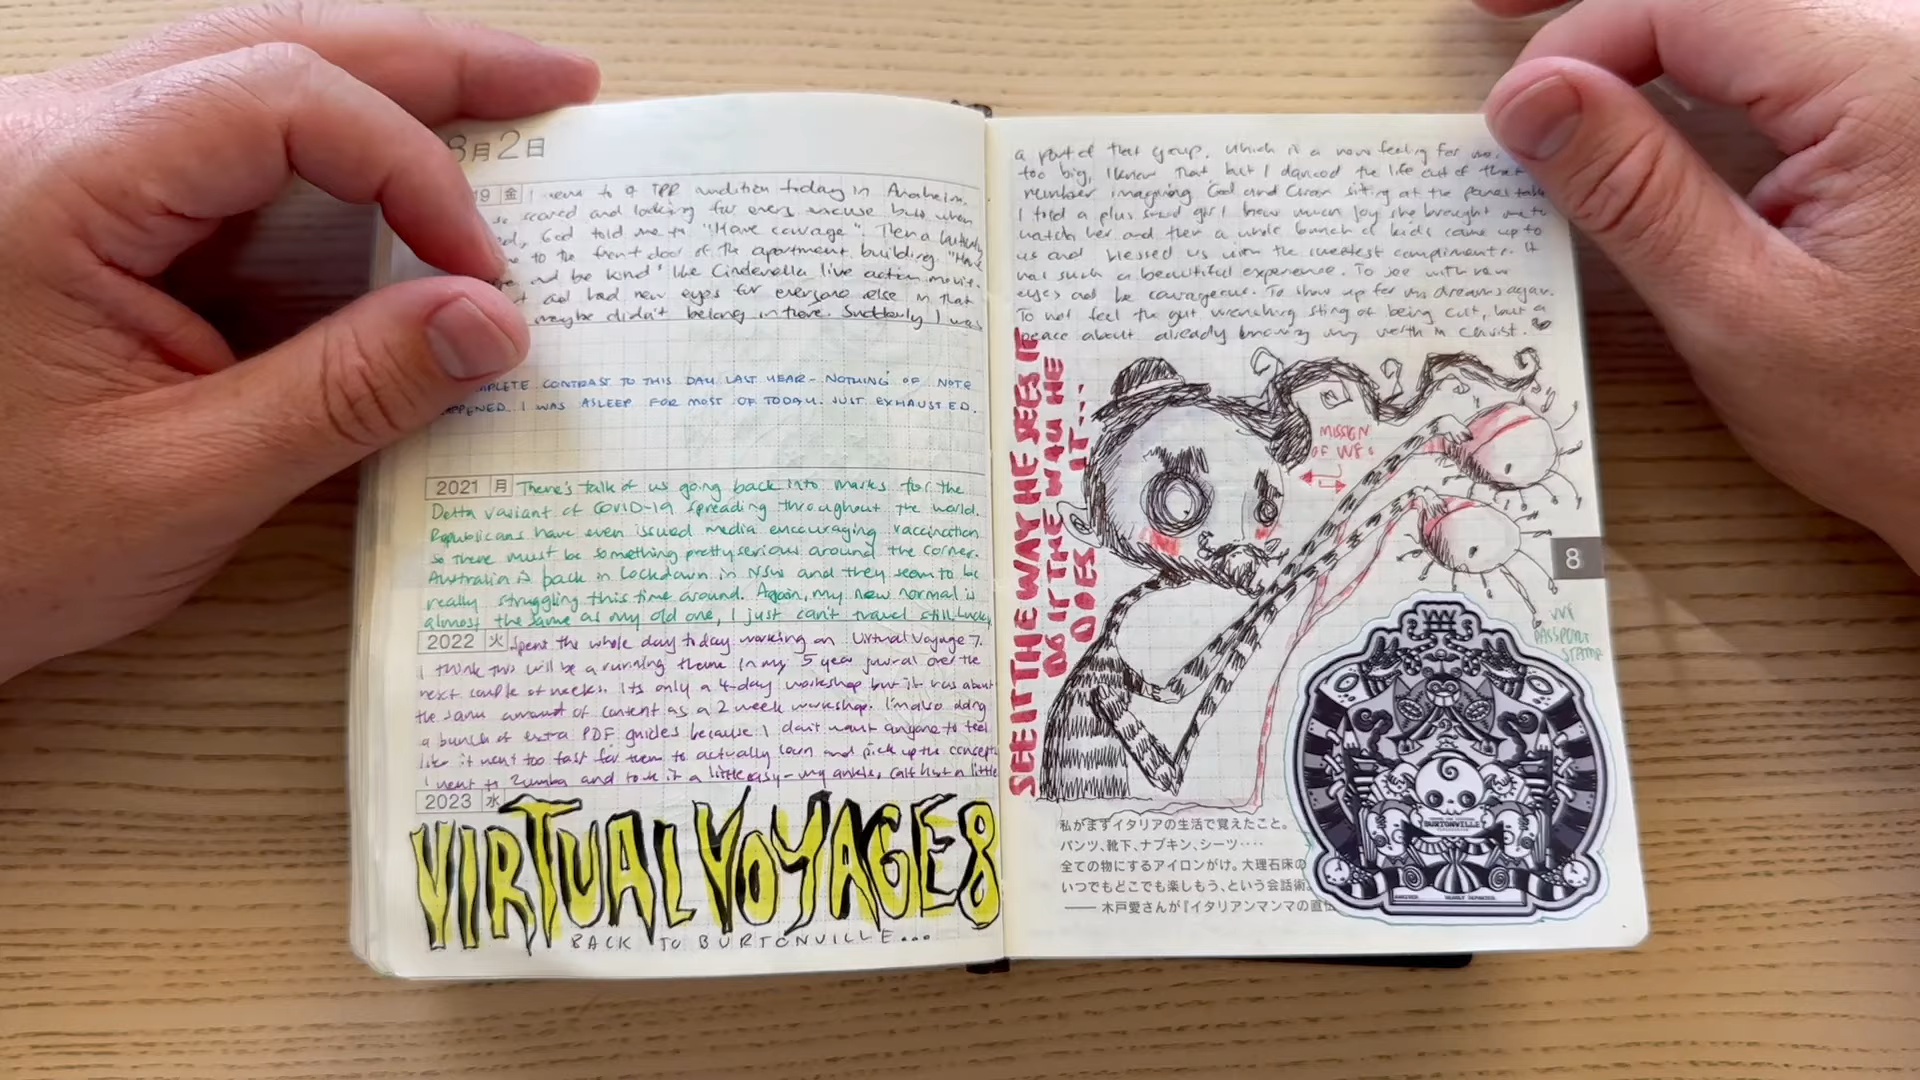 8月2日
19 金 I went to a TPR audition today in Anaheim.
so scared and looking for every excuse but when
God told me to "Have courage". Then a butterfly
to the front door of the apartment building. "Have
and be kind" like Cinderella live action movie.
and had new eyes for everyone else in that
maybe didn't belong in there. Suddenly I was
COMPLETE CONTRAST TO THIS DAY LAST YEAR - NOTHING OF NOTE
HAPPENED. I WAS ASLEEP FOR MOST OF TODAY. JUST EXHAUSTED.
2021 月 There's talk of us going back into masks for the
Delta variant of COVID-19 spreading throughout the world.
Republicans have even issued media encouraging vaccination
so there must be something pretty serious around the corner.
Australia is back in lockdown in NSW and they seem to be
really struggling this time around. Again, my new normal is
almost the same as my old one, I just can't travel still. Lucky
2022 火 Spent the whole day today working on Virtual Voyage 7.
I think this will be a running theme in my 5 year journal over the
next couple of weeks. Its only a 4-day workshop but it has about
the same amount of content as a 2 week workshop. I'm also doing
a bunch of extra PDF guides because I don't want anyone to feel
like it went too fast for them to actually learn and pick up the concepts
I went to Zumba and took it a little easy - my ankle, calf hurt a little
2023 水
VIRTUAL VOYAGE 8
BACK TO BURTONVILLE...
a part of that group. Which is a new feeling for me.
too big, I knew that but I danced the life out of that
number imagining God and Ciran sitting at the panel table
I told a plus sized girl how much joy she brought me to
watch her and then a whole bunch of kids came up to
us and blessed us with the sweetest compliments. It
was such a beautiful experience. To see with new
eyes and be courageous. To show up for my dreams again.
To not feel the gut wrenching sting of being cut, but a
peace about already knowing my worth in Christ.
SEE IT THE WAY HE SEES IT
DO IT THE WAY HE
DOES IT...
MISSION
OF VV8:
8
VV
PASSPORT
STAMP
BURTONVILLE
私がまずイタリアの生活で覚えたこと。
パンツ、靴下、ナプキン、シーツ‥‥
全ての物にするアイロンがけ。大理石床の
いつでもどこでも楽しもう、という会話術。
―― 木戸愛さんが『イタリアンマンマの直伝